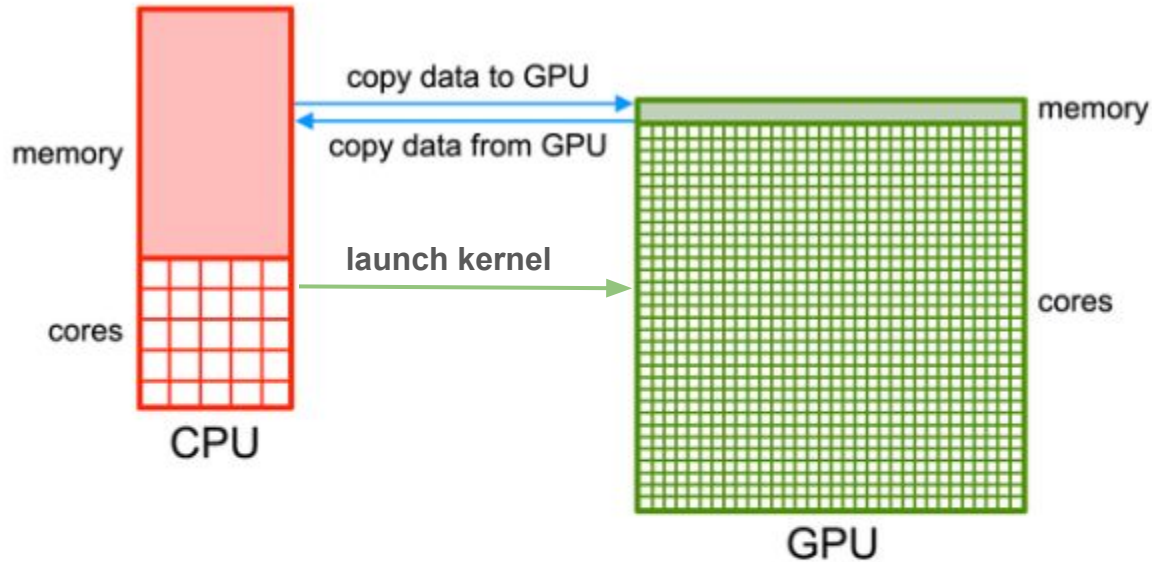 copy data to GPU
memory
copy data from GPU
memory
launch kernel
cores
cores
CPU
GPU